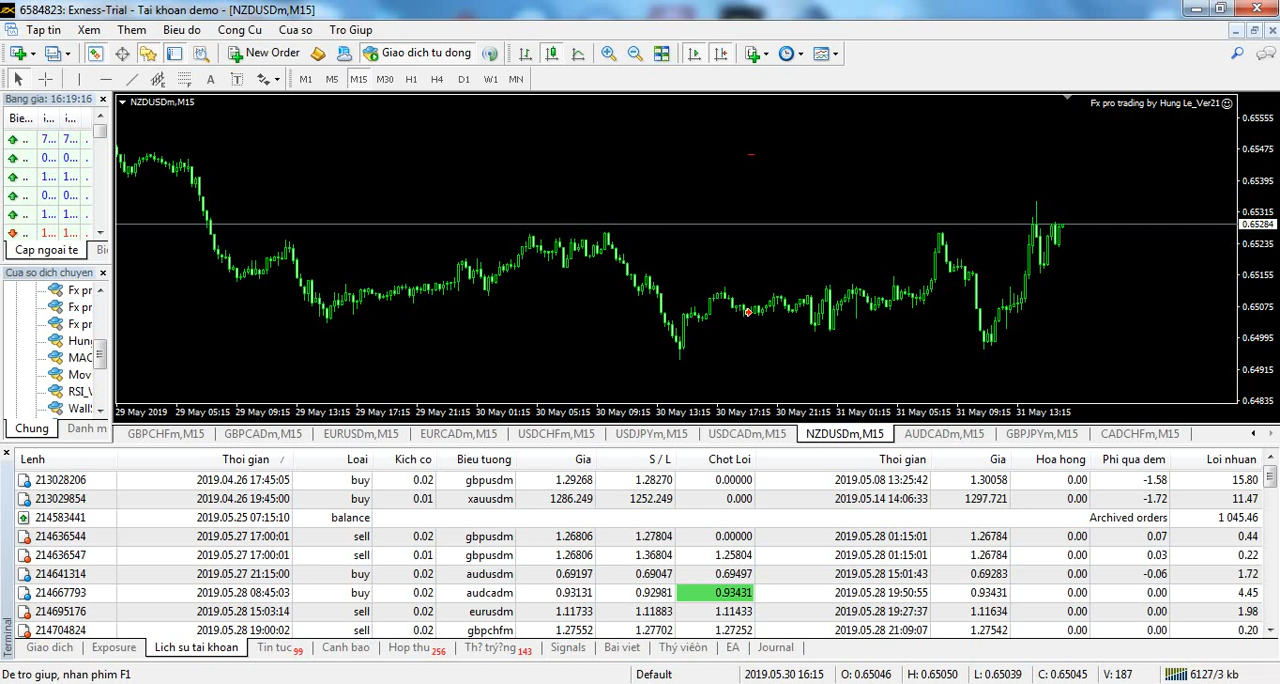 6584823: Exness-Trial - Tai khoan demo - [NZDUSDm,M15]
Tap tin Xem Them Bieu do Cong Cu Tro Giup
New Order Giao dich tu dong
A T M1 M5 M15 M30 H1 H4 D1 W1 MN
Bang gia: 16:19:16
Bie... i... i...
.. 7... 7... .
.. 0... 0... .
.. 1... 1... .
.. 0... 0... .
.. 1... 1... .
.. 1... 1... .
Cap ngoai te Bi
Cua so dich chuyen
Fx pr
Fx pr
Fx pr
Hung
MAC
Mov
RSI_V
Wall
Chung Danh m
NZDUSDm,M15
Fx pro trading by Hung Le_Ver21
0.65555
0.65475
0.65395
0.65315
0.65284
0.65235
0.65155
0.65075
0.64995
0.64915
0.64835
29 May 2019 29 May 05:15 29 May 09:15 29 May 13:15 29 May 17:15 29 May 21:15 30 May 01:15 30 May 05:15 30 May 09:15 30 May 13:15 30 May 17:15 30 May 21:15 31 May 01:15 31 May 05:15 31 May 09:15 31 May 13:15
GBPCHFm,M15 GBPCADm,M15 EURUSDm,M15 EURCADm,M15 USDCHFm,M15 USDJPYm,M15 USDCADm,M15 NZDUSDm,M15 AUDCADm,M15 GBPJPYm,M15 CADCHFm,M15
Lenh Thoi gian / Loai Kich co Bieu tuong Gia S / L Chot Loi Thoi gian Gia Hoa hong Phi qua dem Loi nhuan
213028206 2019.04.26 17:45:05 buy 0.02 gbpusdm 1.29268 1.28270 0.00000 2019.05.08 13:25:42 1.30058 0.00 -1.58 15.80
213029854 2019.04.26 19:45:00 buy 0.01 xauusdm 1286.249 1252.249 0.000 2019.05.14 14:06:33 1297.721 0.00 -1.72 11.47
214583441 2019.05.25 07:15:10 balance Archived orders 1 045.46
214636544 2019.05.27 17:00:01 sell 0.02 gbpusdm 1.26806 1.27804 0.00000 2019.05.28 01:15:01 1.26784 0.00 0.07 0.44
214636547 2019.05.27 17:00:01 sell 0.01 gbpusdm 1.26806 1.36804 1.25804 2019.05.28 01:15:01 1.26784 0.00 0.03 0.22
214641314 2019.05.27 21:15:00 buy 0.02 audusdm 0.69197 0.69047 0.69497 2019.05.28 15:01:43 0.69283 0.00 -0.06 1.72
214667793 2019.05.28 08:45:03 buy 0.02 audcadm 0.93131 0.92981 0.93431 2019.05.28 19:50:55 0.93431 0.00 0.00 4.45
214695176 2019.05.28 15:03:14 sell 0.02 eurusdm 1.11733 1.11883 1.11433 2019.05.28 19:27:37 1.11634 0.00 0.00 1.98
214704824 2019.05.28 19:00:02 sell 0.02 gbpchfm 1.27552 1.27702 1.27252 2019.05.28 21:09:07 1.27542 0.00 0.00 0.20
Terminal
Giao dich Exposure Lich su tai khoan Tin tuc 99 Canh bao Hop thu 256 Th? trý?ng 143 Signals Bai viet Thý viêòn EA Journal
De tro giup, nhan phim F1 Default 2019.05.30 16:15 O: 0.65046 H: 0.65050 L: 0.65039 C: 0.65045 V: 187 6127/3 kb